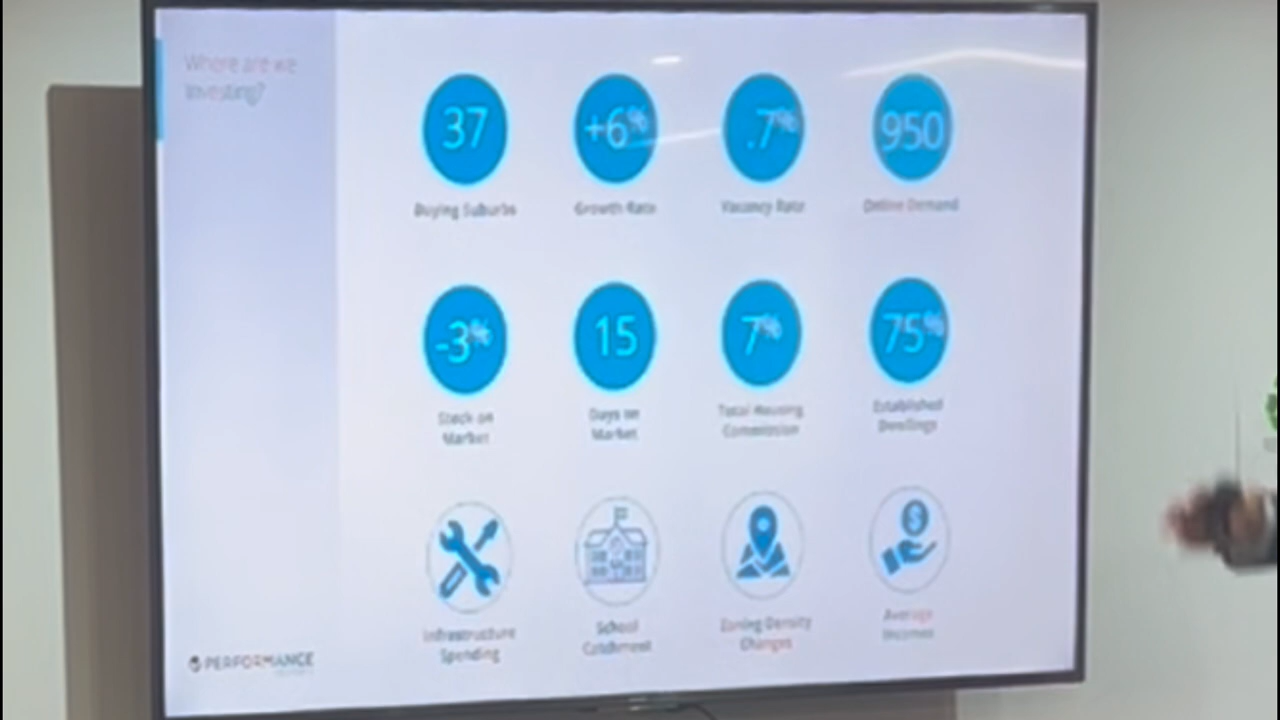 Where are we
investing?
37
+6%
.7%
950
Buying Suburbs
Growth Rate
Vacancy Rate
Online Demand
-3%
15
7%
75%
Stock on
Market
Days on
Market
Total Housing
Commission
Established
Dwellings
$
Infrastructure
Spending
School
Catchment
Zoning Density
Changes
Average
Incomes
PERFORMANCE